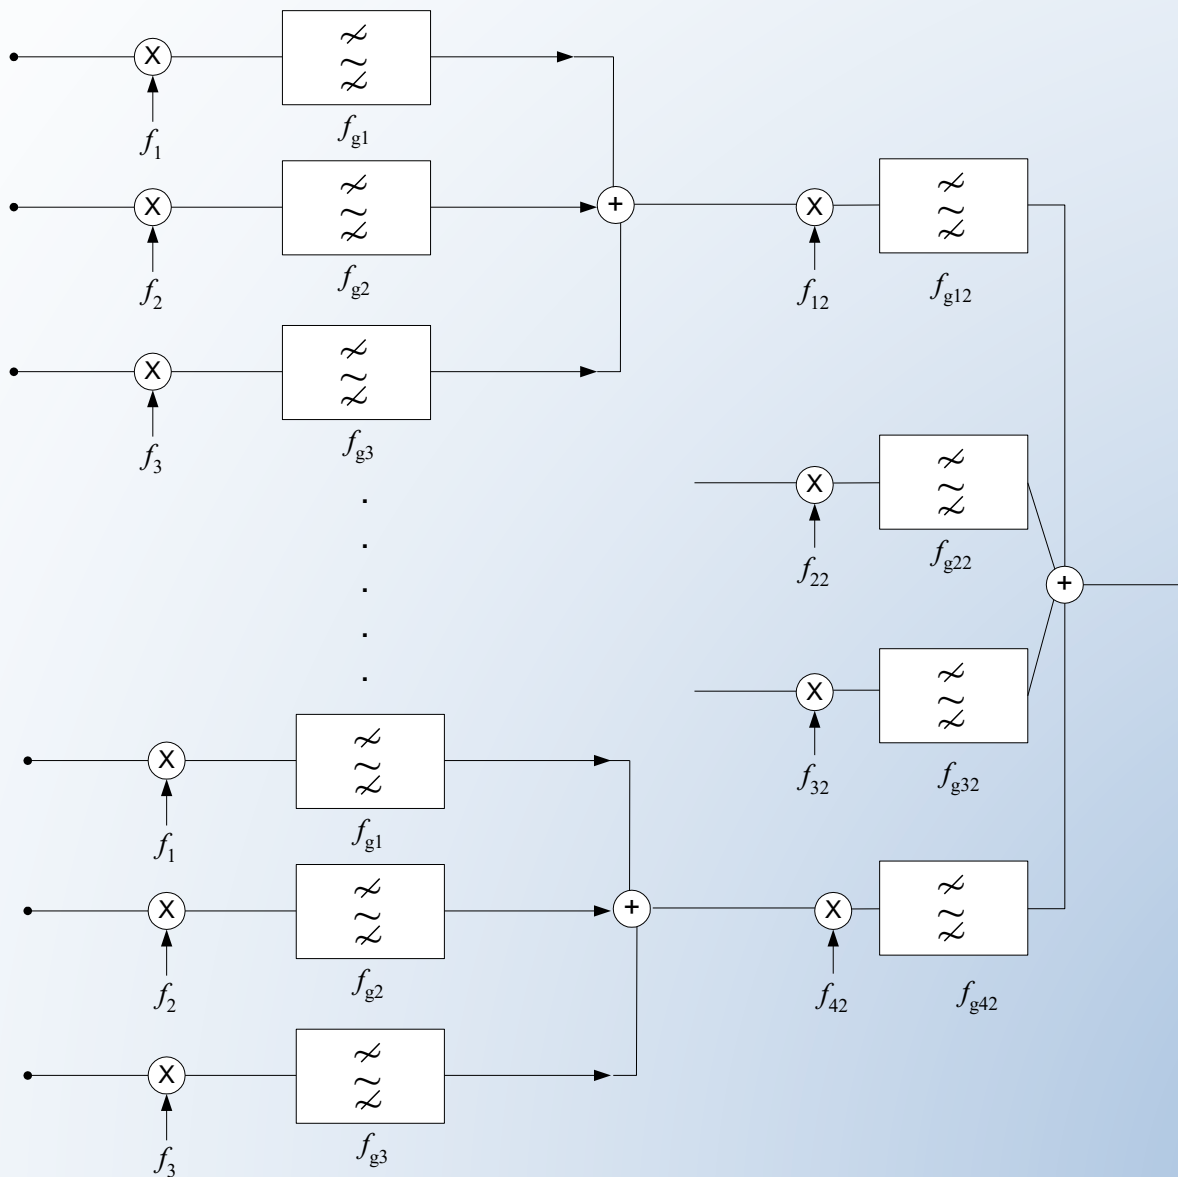 X
f1
fg1
X
f2
fg2
+
X
f12
fg12
X
f3
fg3
.
.
.
.
.
X
f22
fg22
+
X
f32
fg32
X
f1
fg1
X
f2
fg2
+
X
f42
fg42
X
f3
fg3